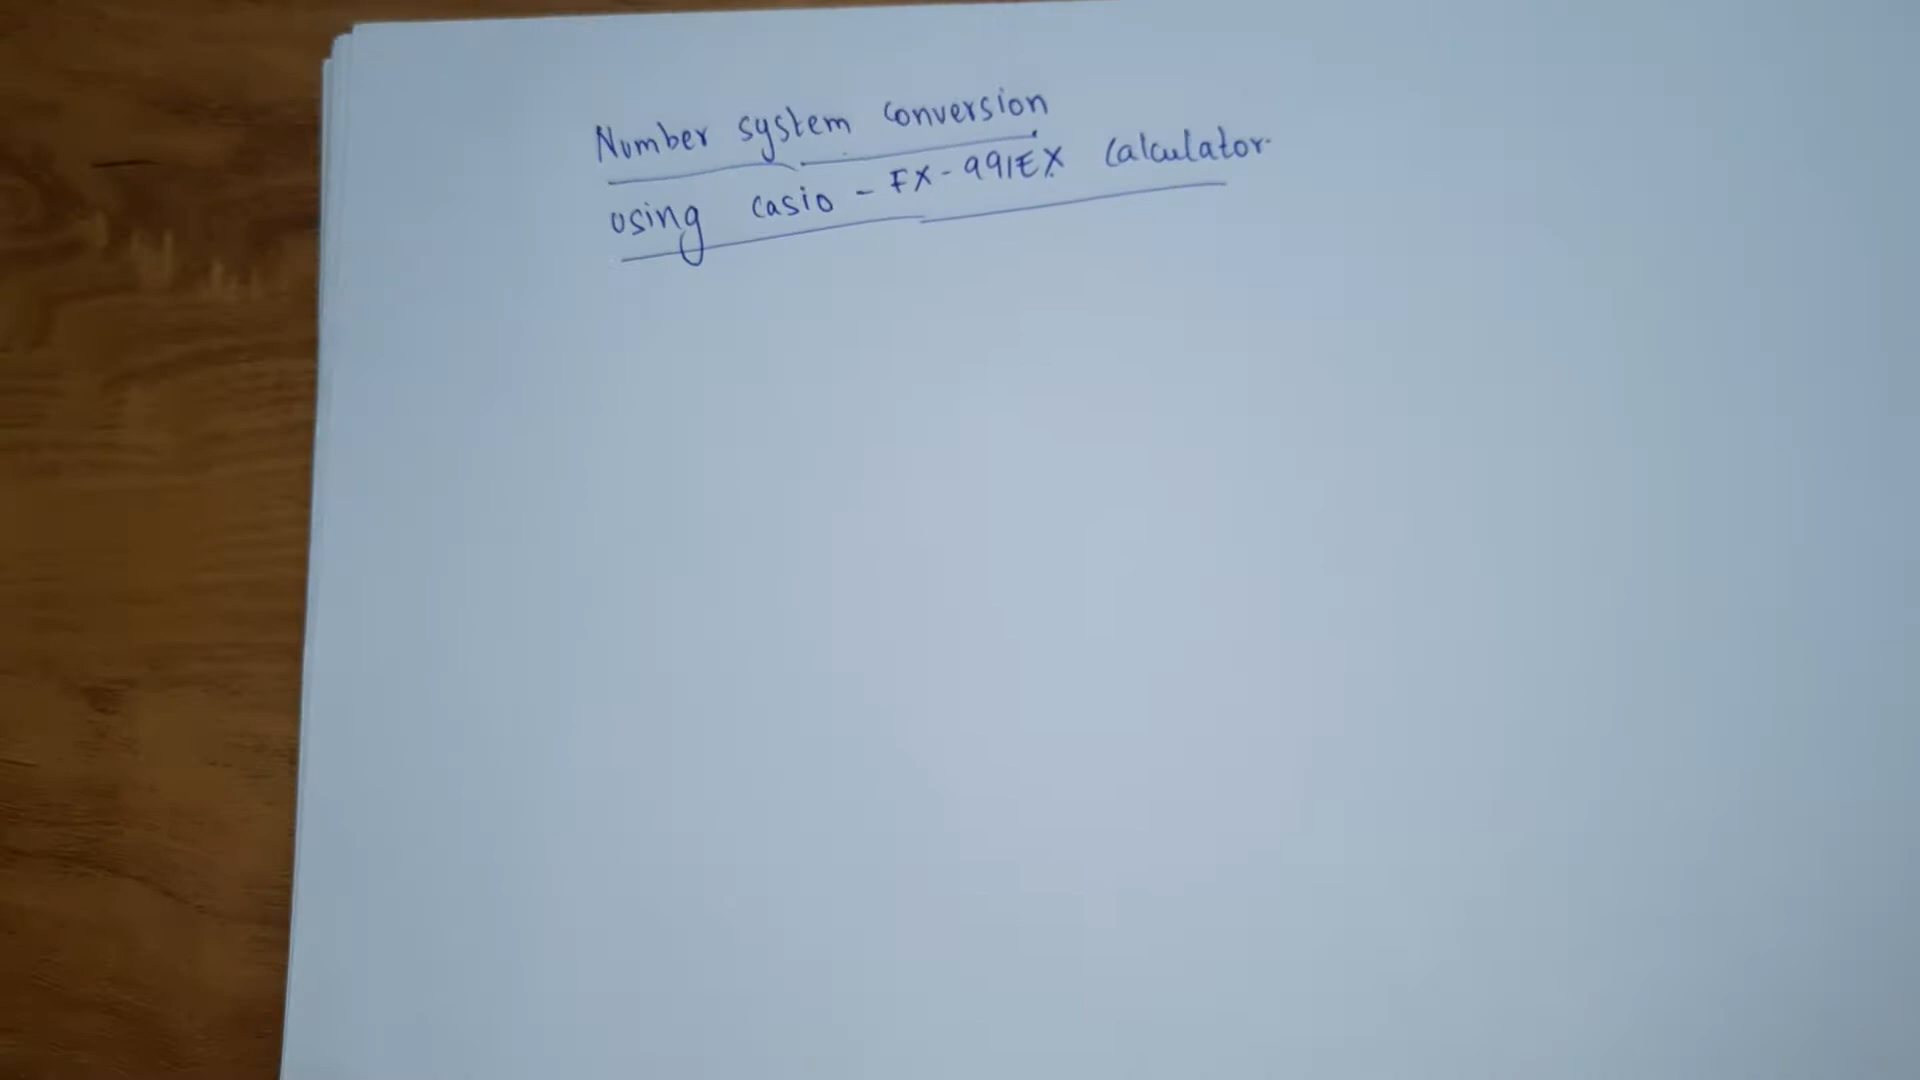 Number system conversion
using casio - FX-991EX calculator.